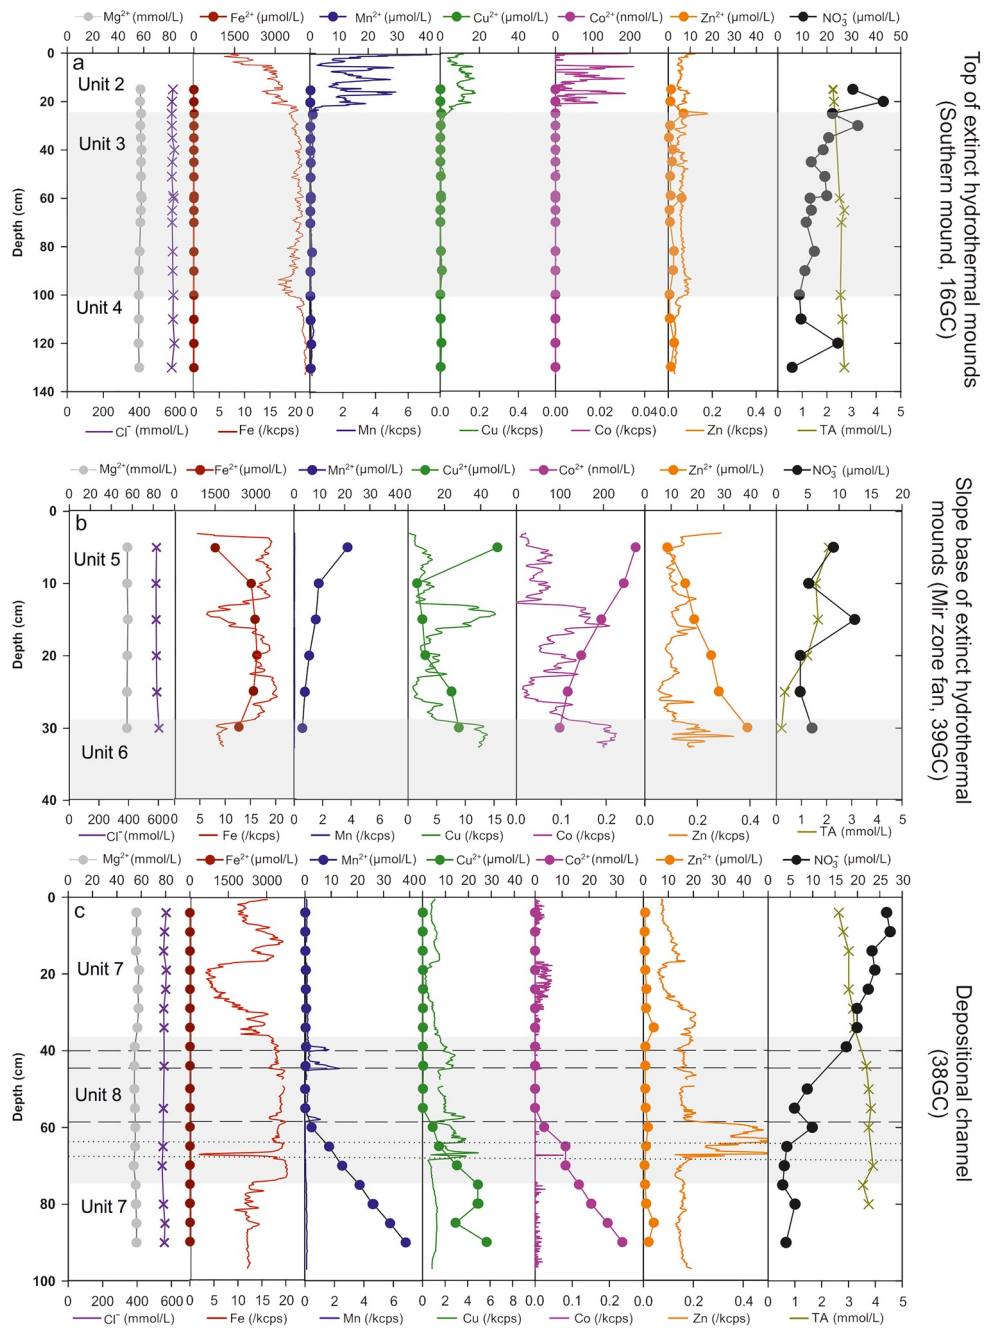 Mg²⁺ (mmol/L) Fe²⁺ (µmol/L) Mn²⁺ (µmol/L) Cu²⁺ (µmol/L) Co²⁺ (nmol/L) Zn²⁺ (µmol/L) NO₃⁻ (µmol/L)
0 20 40 60 80 0 1500 3000 0 10 20 30 40 0 20 40 60 0 100 200 0 10 20 30 40 0 10 20 30 40 50
a
Unit 2
Unit 3
Unit 4
0
20
40
60
80
100
120
140
Depth (cm)
Top of extinct hydrothermal mounds
(Southern mound, 16GC)
0 200 400 600 0 5 10 15 20 0 2 4 6 8 0.0 0.2 0.4 0.00 0.02 0.04 0.0 0.2 0.4 0 1 2 3 4 5
Cl⁻ (mmol/L) Fe (/kcps) Mn (/kcps) Cu (/kcps) Co (/kcps) Zn (/kcps) TA (mmol/L)
Mg²⁺(mmol/L) Fe²⁺(µmol/L) Mn²⁺(µmol/L) Cu²⁺(µmol/L) Co²⁺ (nmol/L) Zn²⁺ (µmol/L) NO₃⁻ (µmol/L)
0 20 40 60 80 0 1500 3000 0 10 20 30 40 0 20 40 0 100 200 0 10 20 30 40 0 5 10 15 20
b
Unit 5
Unit 6
0
10
20
30
40
Depth (cm)
Slope base of extinct hydrothermal
mounds (Mir zone fan, 39GC)
0 200 400 600 5 10 15 20 0 2 4 6 0 5 10 15 0.0 0.1 0.2 0.0 0.2 0.4 0 1 2 3 4 5
Cl⁻(mmol/L) Fe (/kcps) Mn (/kcps) Cu (/kcps) Co (/kcps) Zn (/kcps) TA (mmol/L)
Mg²⁺(mmol/L) Fe²⁺(µmol/L) Mn²⁺(µmol/L) Cu²⁺(µmol/L) Co²⁺(nmol/L) Zn²⁺(µmol/L) NO₃⁻ (µmol/L)
0 20 40 60 80 0 1500 3000 0 10 20 30 40 0 10 20 30 40 0 100 200 300 0 10 20 30 40 0 5 10 15 20 25 30
c
Unit 7
Unit 8
Unit 7
0
20
40
60
80
100
Depth (cm)
Depositional channel
(38GC)
0 200 400 600 0 5 10 15 20 0 2 4 6 0 2 4 6 8 0.0 0.1 0.2 0.0 0.2 0.4 0 1 2 3 4 5
Cl⁻(mmol/L) Fe (/kcps) Mn (/kcps) Cu (/kcps) Co (/kcps) Zn (/kcps) TA (mmol/L)